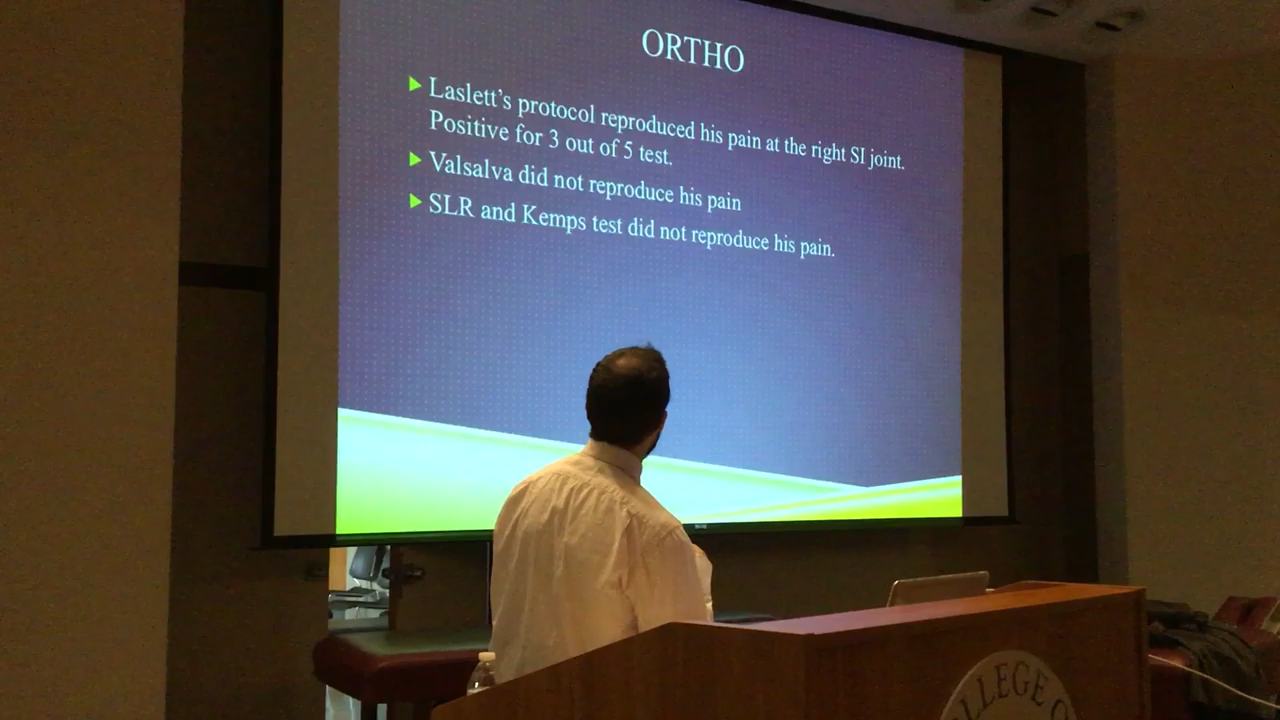 ORTHO
Laslett's protocol reproduced his pain at the right SI joint.
Positive for 3 out of 5 test.
Valsalva did not reproduce his pain
SLR and Kemps test did not reproduce his pain.
LLEGE O